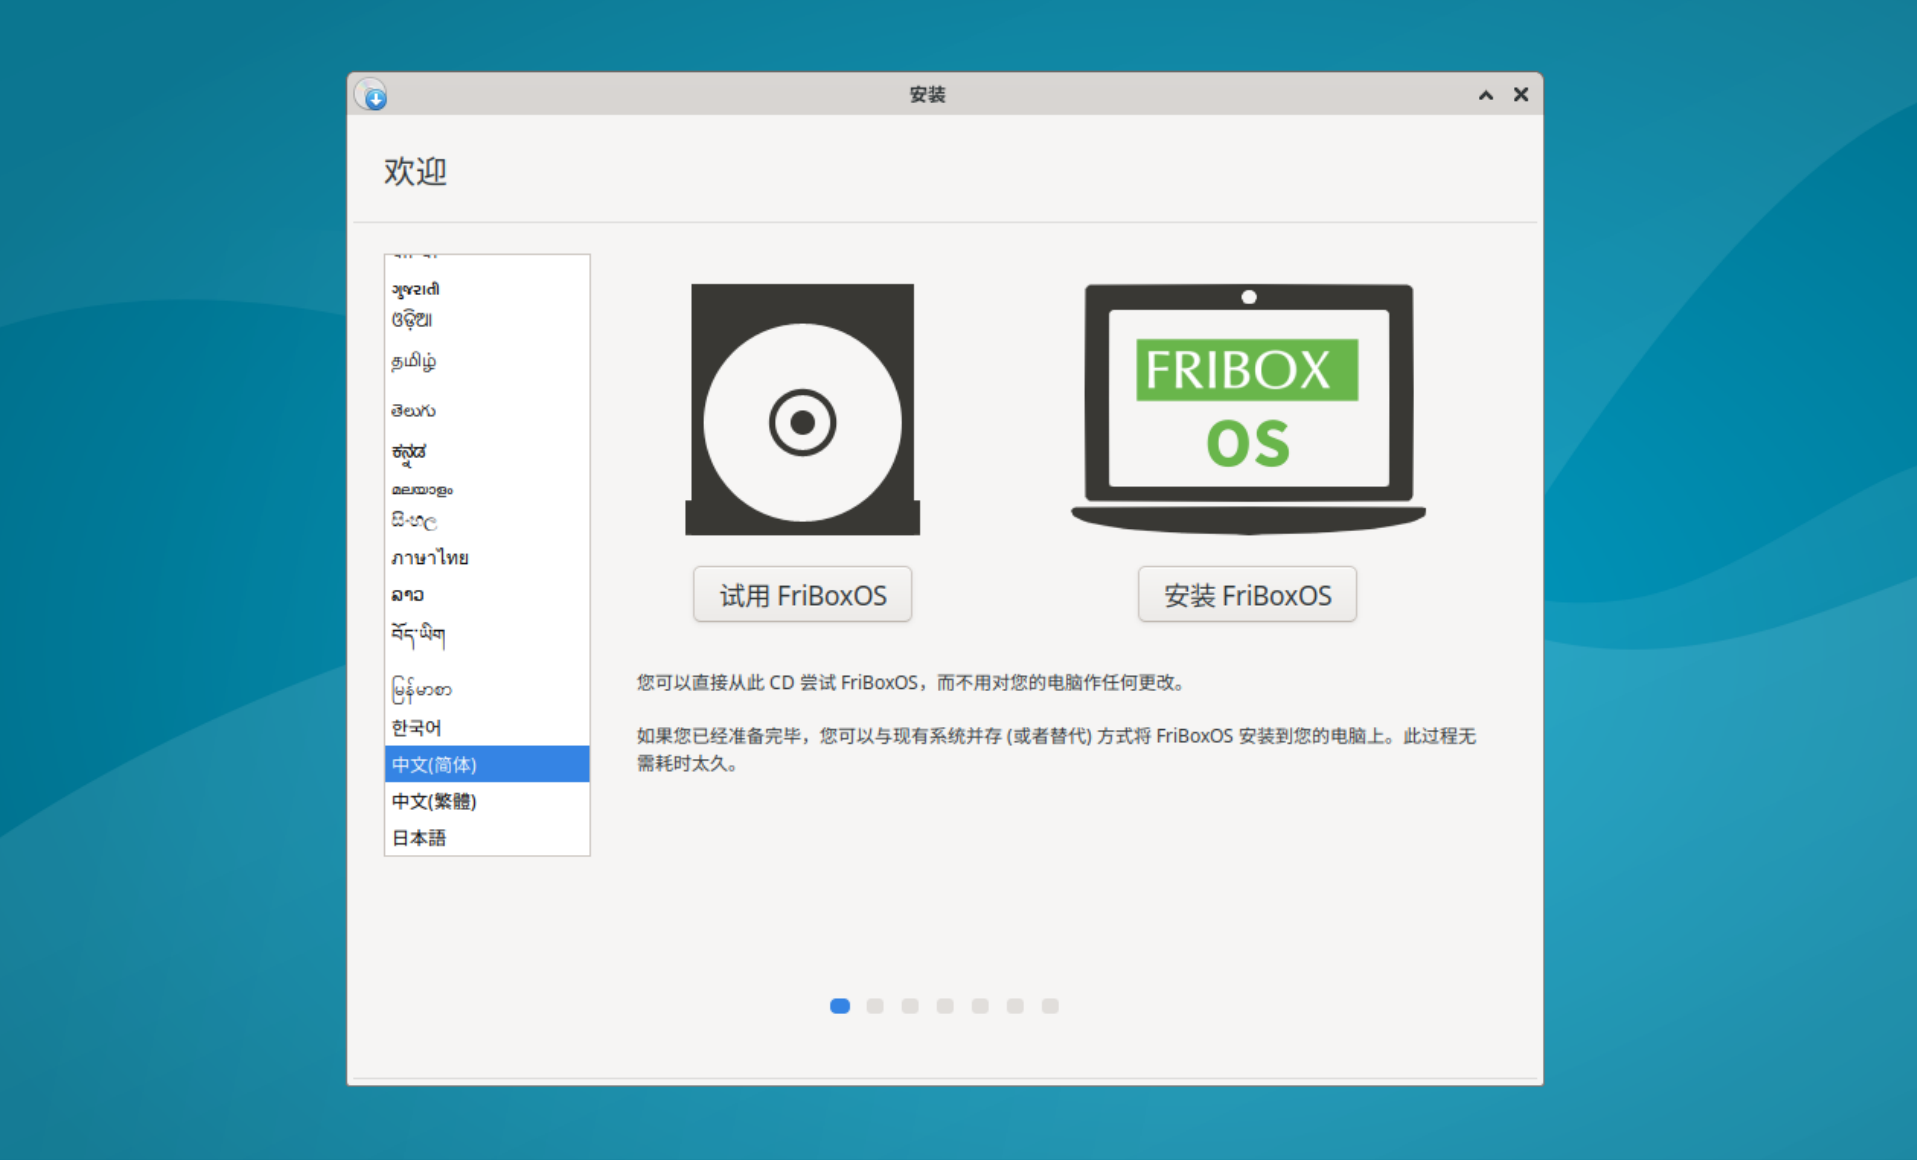 安装
欢迎
ગુજરાતી
ଓଡ଼ିଆ
தமிழ்
తెలుగు
ಕನ್ನಡ
മലയാളം
සිංහල
ภาษาไทย
ລາວ
བོད་ཡིག
မြန်မာစာ
한국어
中文(简体)
中文(繁體)
日本語
FRIBOX
OS
试用 FriBoxOS
安装 FriBoxOS
您可以直接从此 CD 尝试 FriBoxOS，而不用对您的电脑作任何更改。
如果您已经准备完毕，您可以与现有系统并存 (或者替代) 方式将 FriBoxOS 安装到您的电脑上。此过程无
需耗时太久。